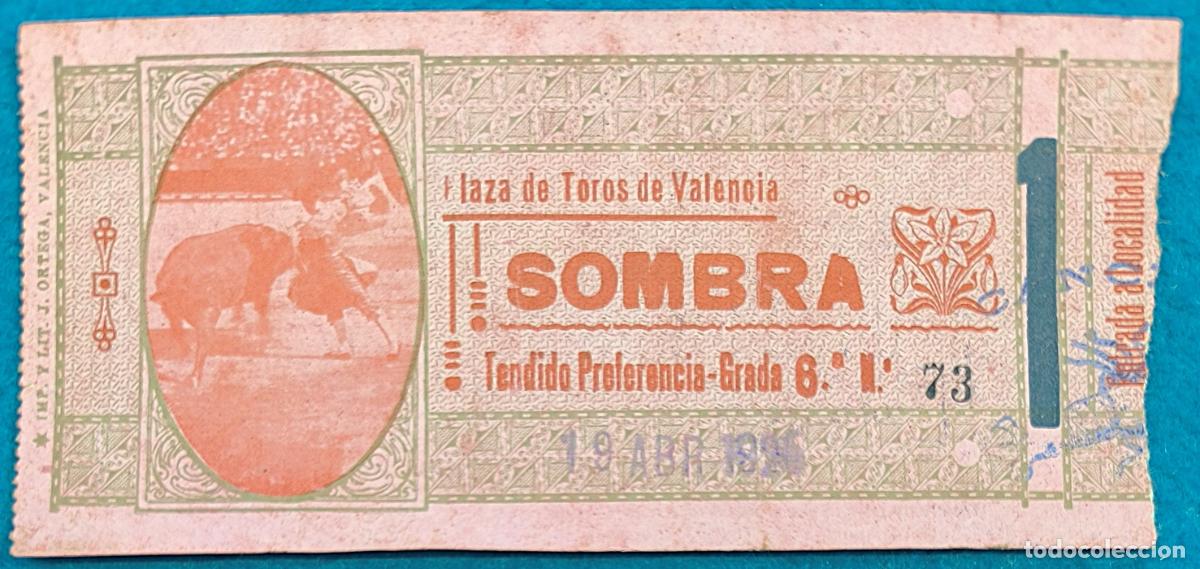 ★ IMP. Y LIT. J. ORTEGA, VALENCIA
Plaza de Toros de Valencia
SOMBRA
Tendido Preferencia-Grada 6.ª N.º 73
19 ABR
1
Entrada a localidad
todocoleccion